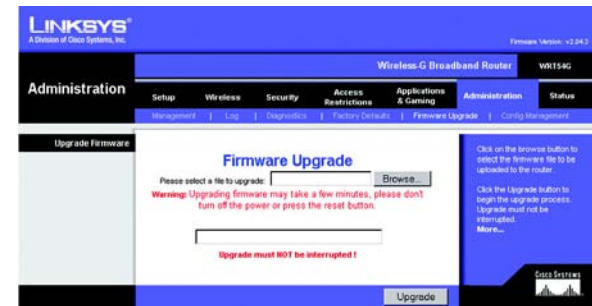 LINKSYS®
A Division of Cisco Systems, Inc.
Firmware Version: v2.04.3
Wireless-G Broadband Router
WRT54G
Administration
Setup
Wireless
Security
Access
Restrictions
Applications
& Gaming
Administration
Status
Management | Log | Diagnostics | Factory Defaults | Firmware Upgrade | Config Management
Upgrade Firmware
Firmware Upgrade
Please select a file to upgrade:
Browse...
Warning: Upgrading firmware may take a few minutes, please don't
turn off the power or press the reset button.
Upgrade must NOT be interrupted !
Upgrade
Click on the browse button to
select the firmware file to be
uploaded to the router.
Click the Upgrade button to
begin the upgrade process.
Upgrade must not be
interrupted.
More...
CISCO SYSTEMS